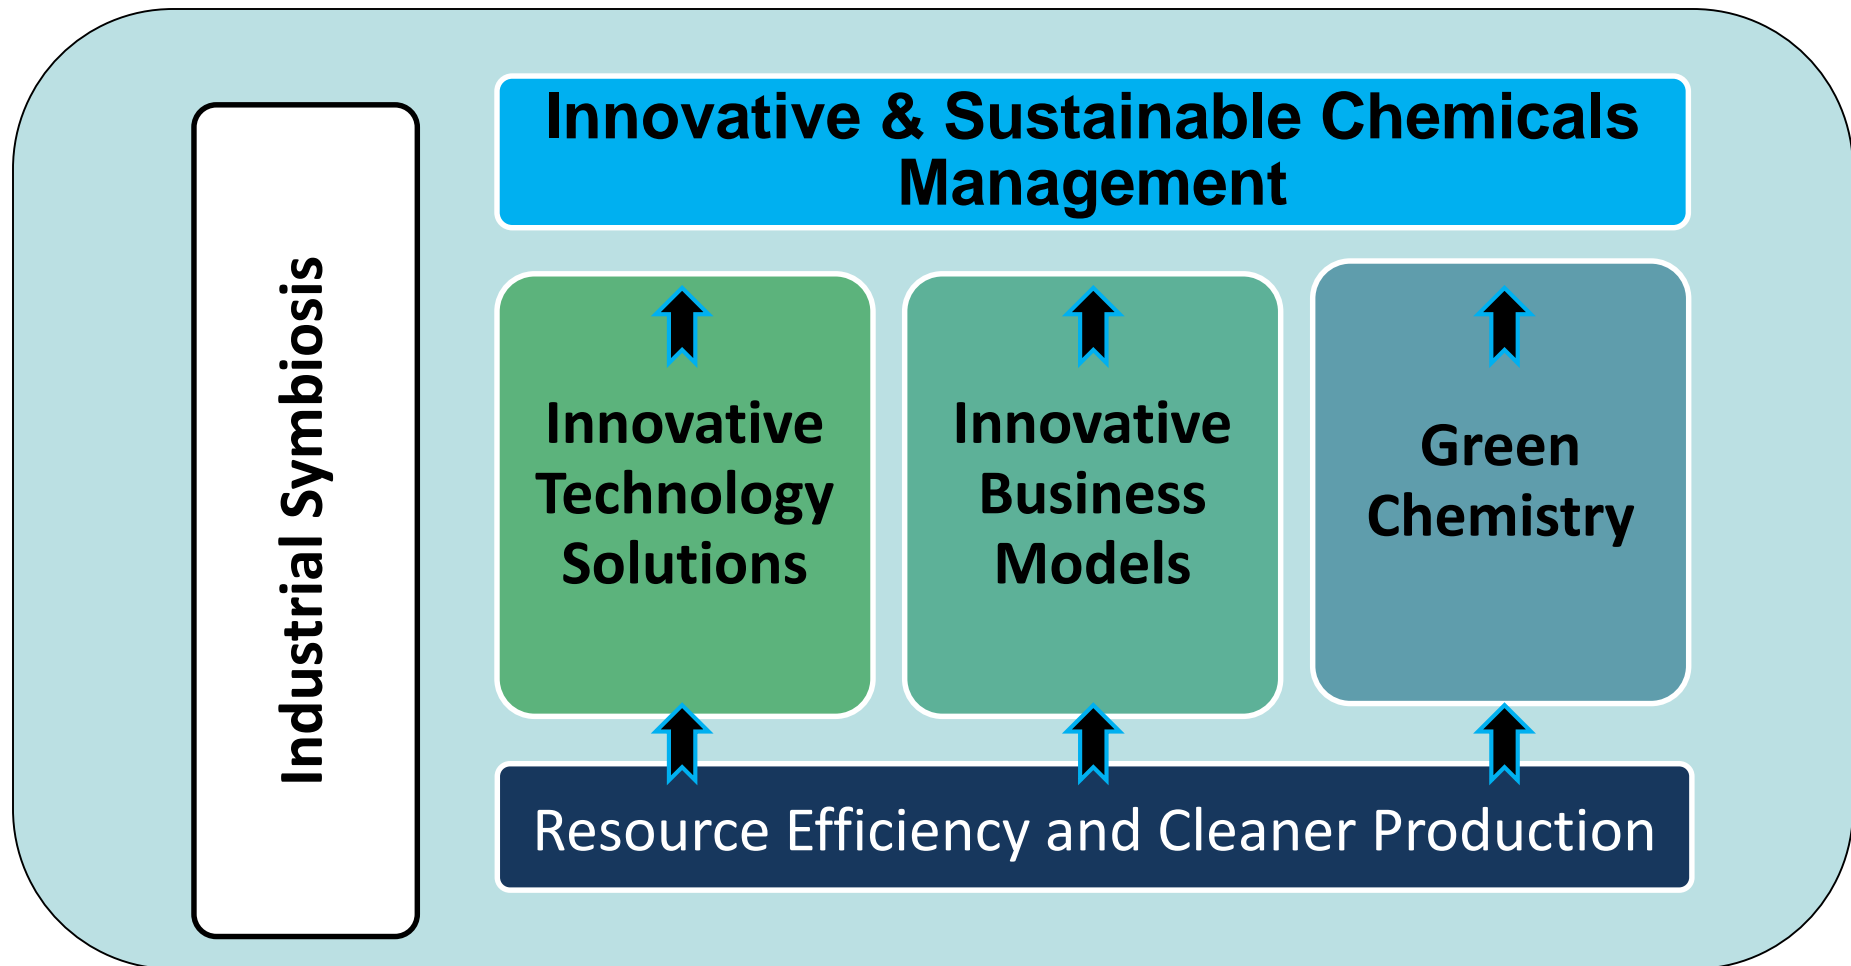 Industrial Symbiosis
Innovative & Sustainable Chemicals
Management
Innovative
Technology
Solutions
Innovative
Business
Models
Green
Chemistry
Resource Efficiency and Cleaner Production